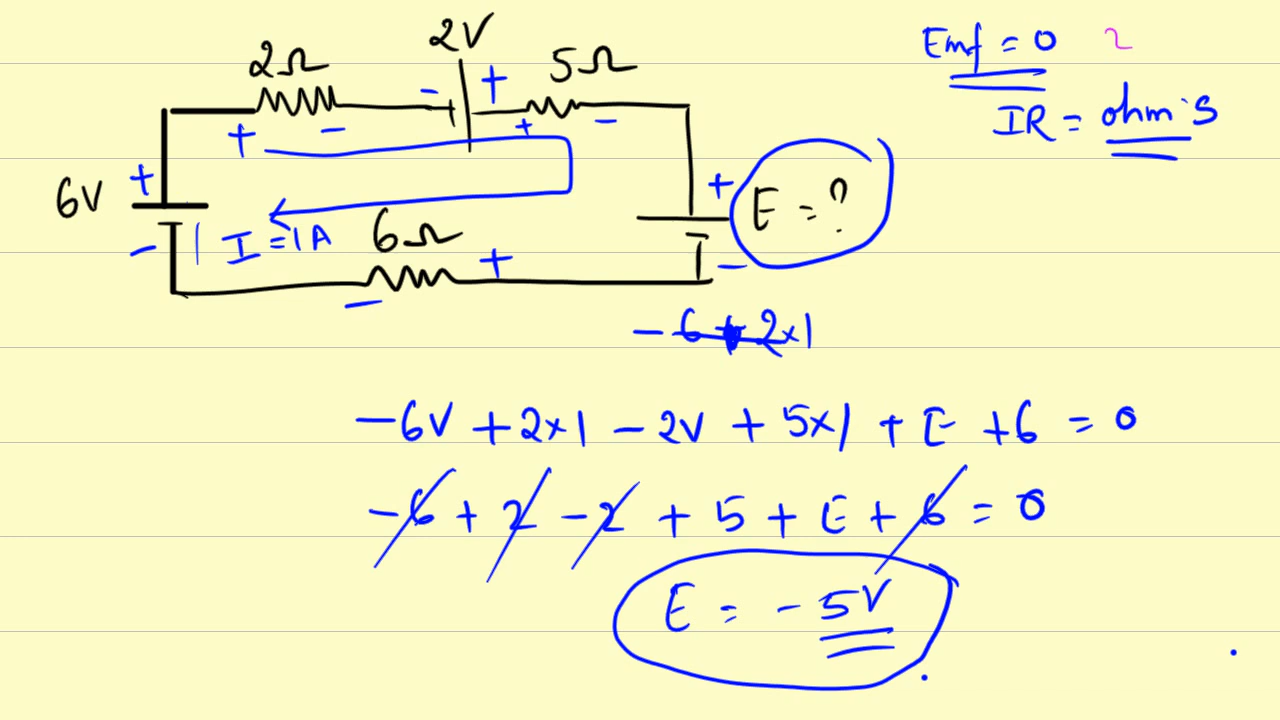 2V
2Ω 5Ω
- + + - + -
6V + - I = 1A 6Ω - + + - E = ?
Emf = 0 2
IR = ohm's
- 6 + 2×1
-6V + 2×1 - 2V + 5×1 + E + 6 = 0
-6 + 2 - 2 + 5 + E + 6 = 0
E = - 5V